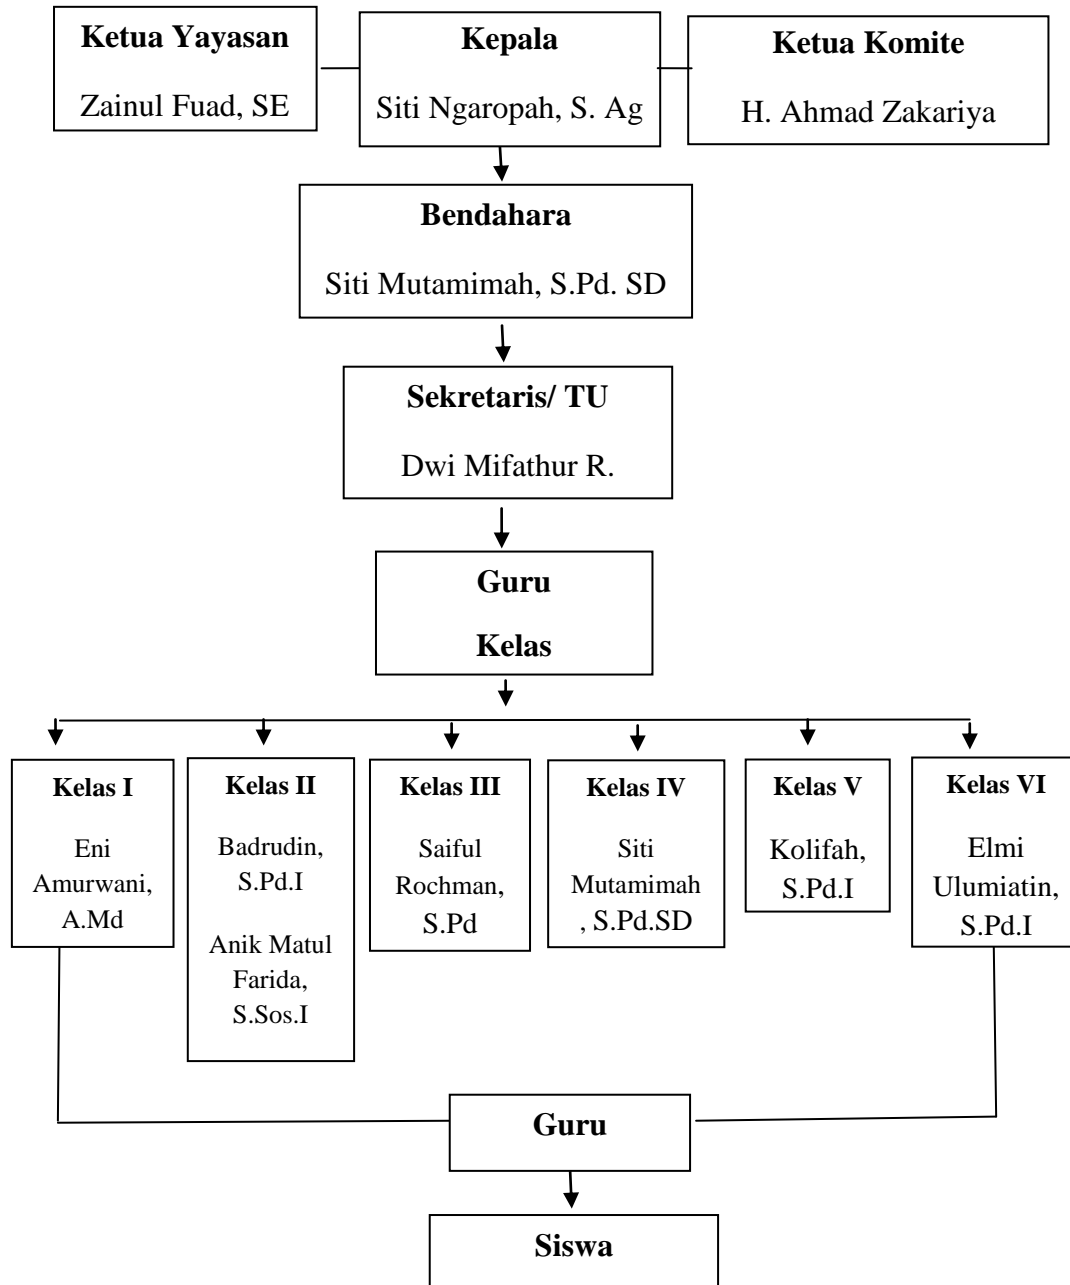 Ketua Yayasan
Zainul Fuad, SE
Kepala
Siti Ngaropah, S. Ag
Ketua Komite
H. Ahmad Zakariya
Bendahara
Siti Mutamimah, S.Pd. SD
Sekretaris/ TU
Dwi Mifathur R.
Guru
Kelas
Kelas I
Eni
Amurwani,
A.Md
Kelas II
Badrudin,
S.Pd.I
Anik Matul
Farida,
S.Sos.I
Kelas III
Saiful
Rochman,
S.Pd
Kelas IV
Siti
Mutamimah
, S.Pd.SD
Kelas V
Kolifah,
S.Pd.I
Kelas VI
Elmi
Ulumiatin,
S.Pd.I
Guru
Siswa